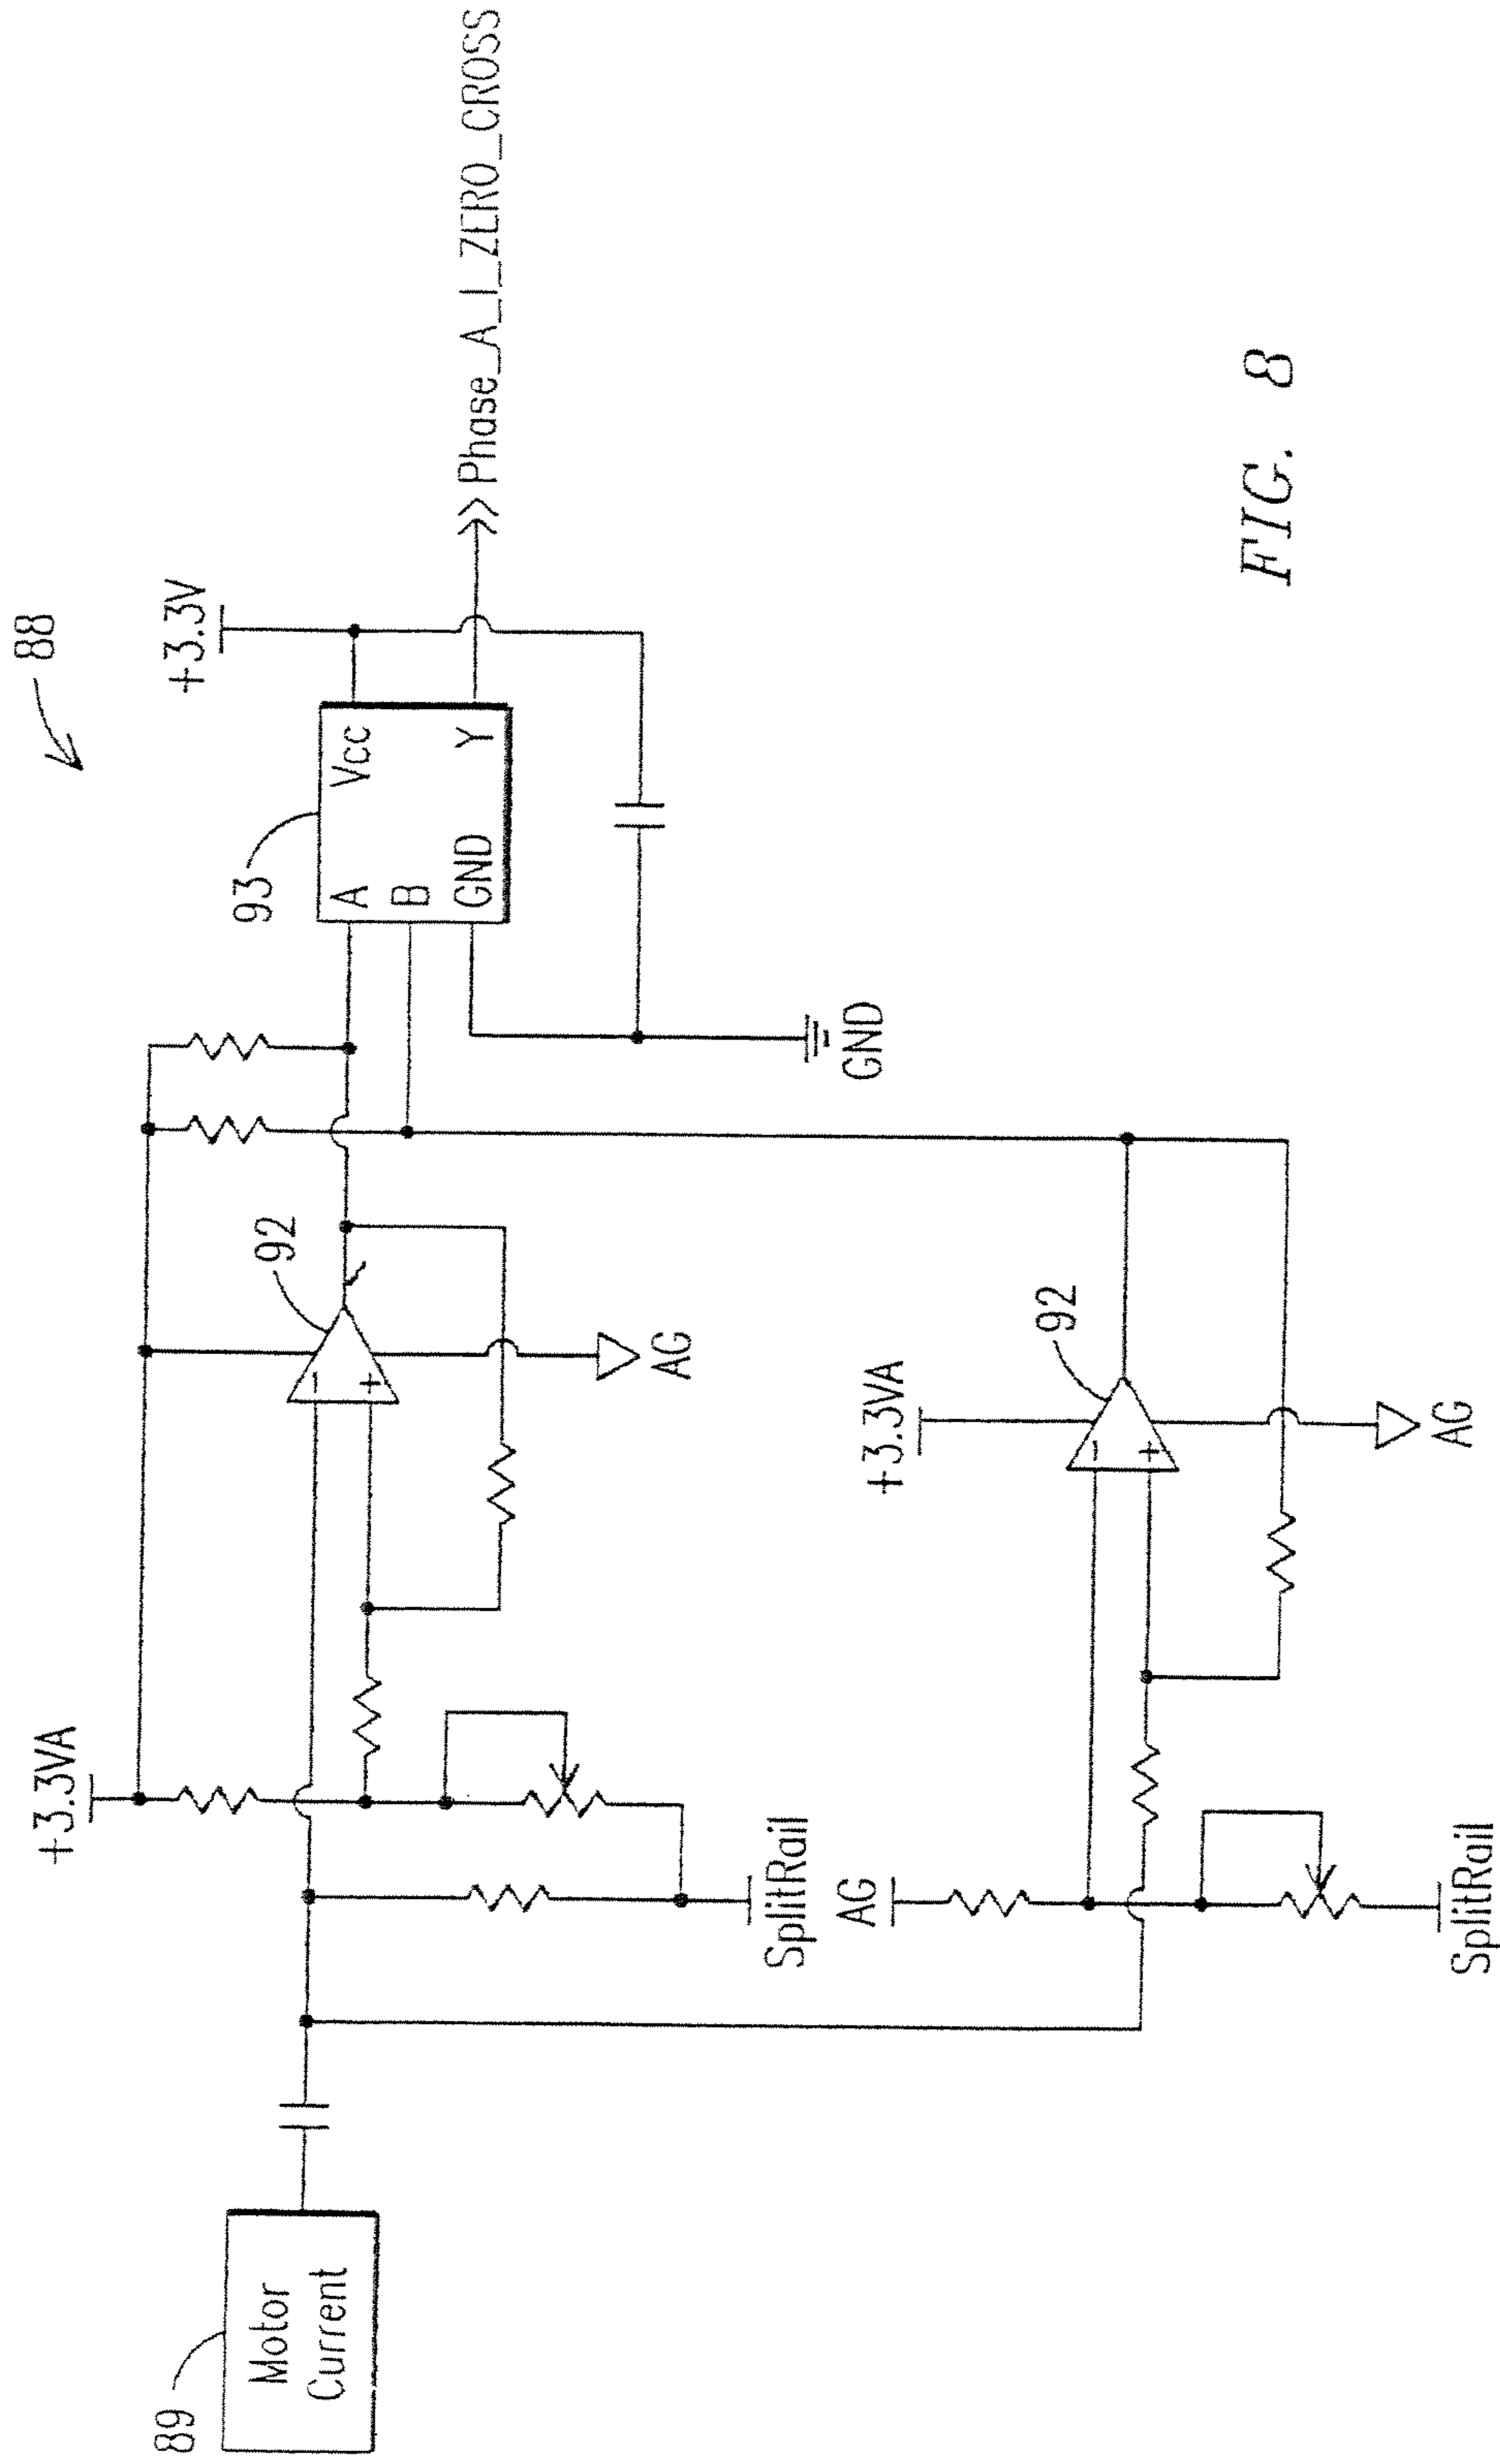 88
+3.3VA
92
93
+3.3V
A
Vcc
B
GND
Y
Phase_A_I_ZERO_CROSS
89
Motor
Current
-
+
AG
GND
SplitRail
AG
+3.3VA
92
-
+
AG
SplitRail
FIG. 8